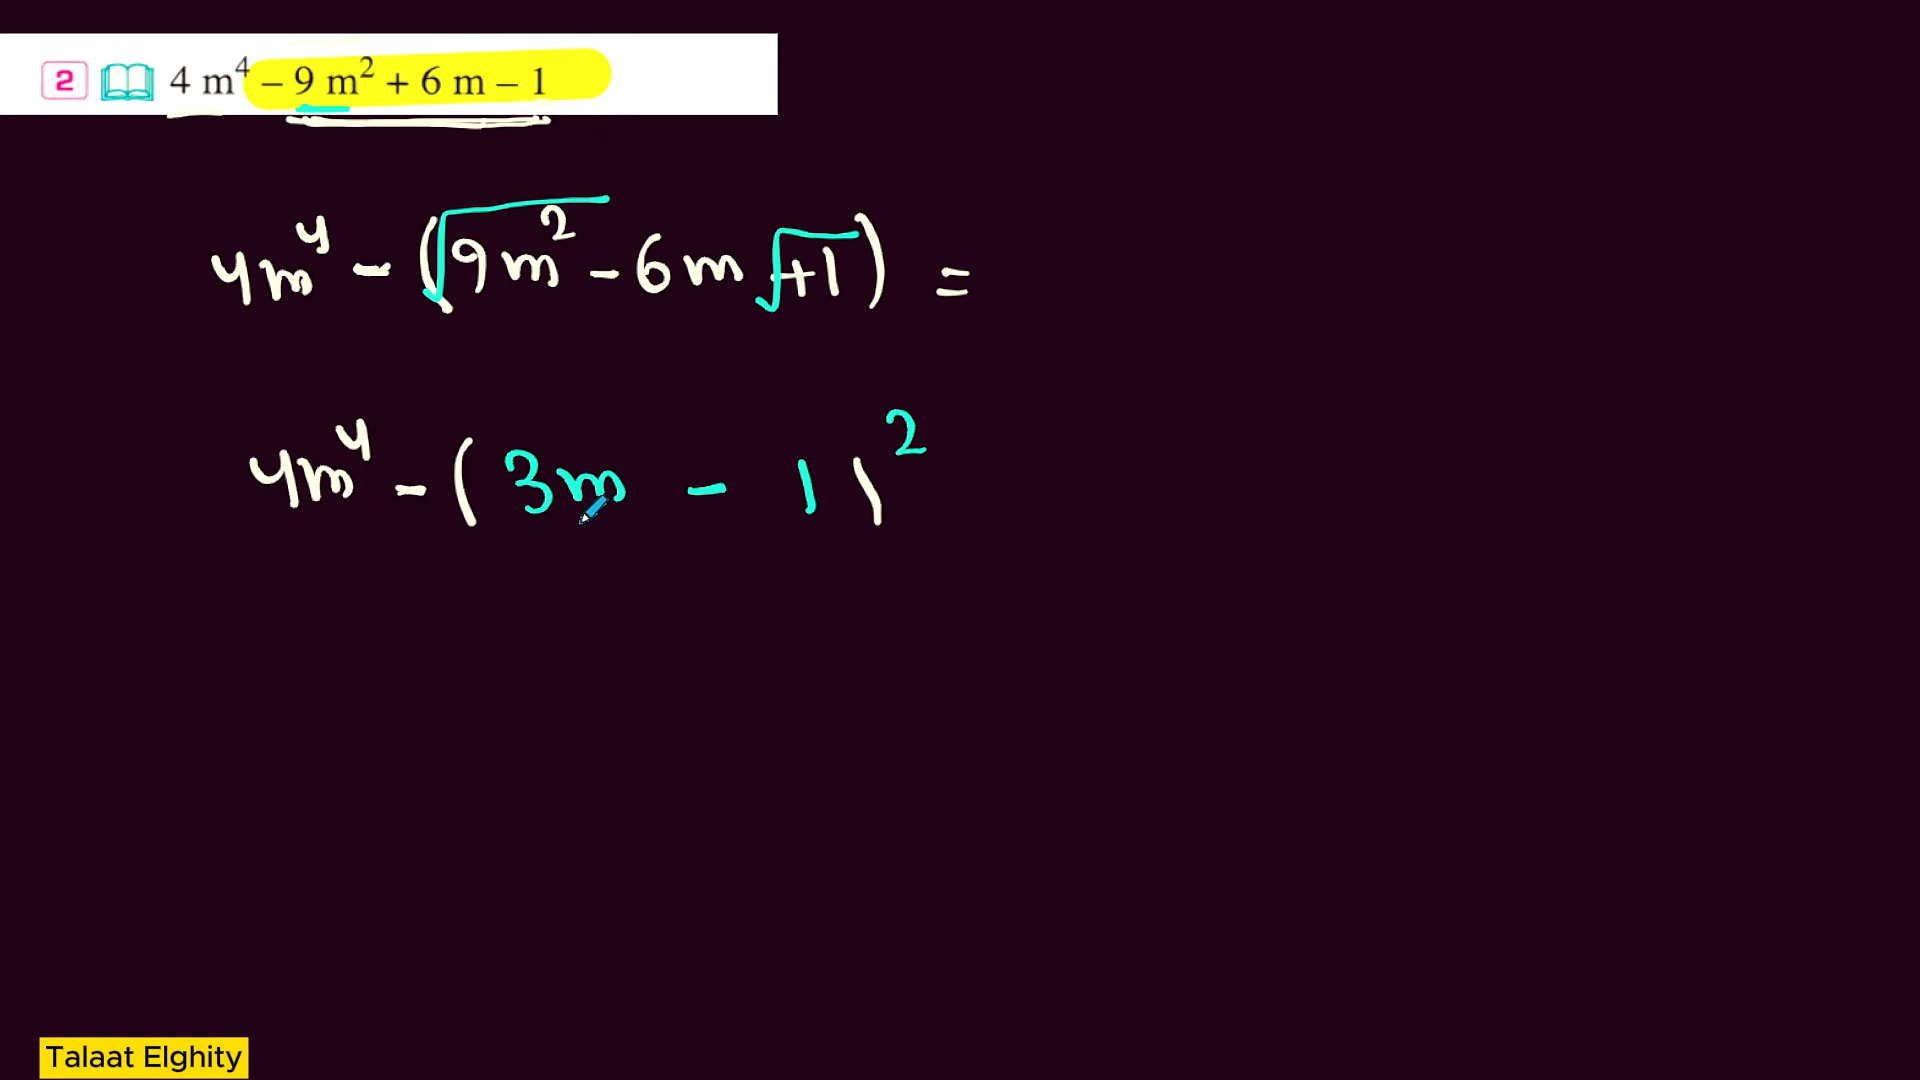 2 4 m⁴ – 9 m² + 6 m – 1
4m⁴ - (√9m² - 6m √+1) =
4m⁴ - (3m - 1)²
Talaat Elghity